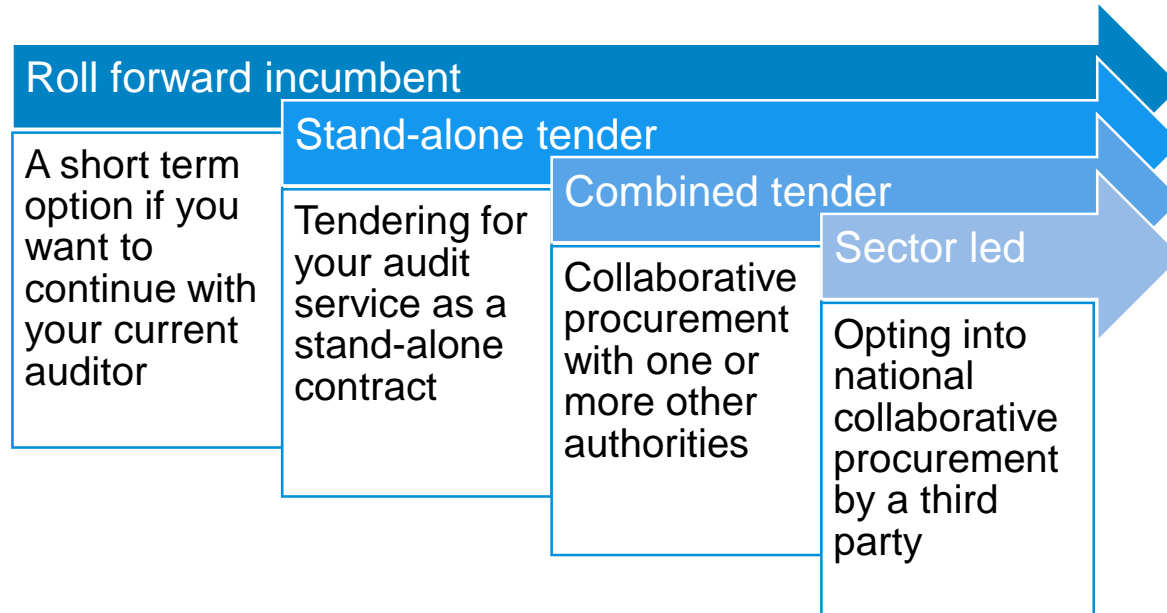 Roll forward incumbent
A short term
option if you
want to
continue with
your current
auditor
Stand-alone tender
Tendering for
your audit
service as a
stand-alone
contract
Combined tender
Collaborative
procurement
with one or
more other
authorities
Sector led
Opting into
national
collaborative
procurement
by a third
party